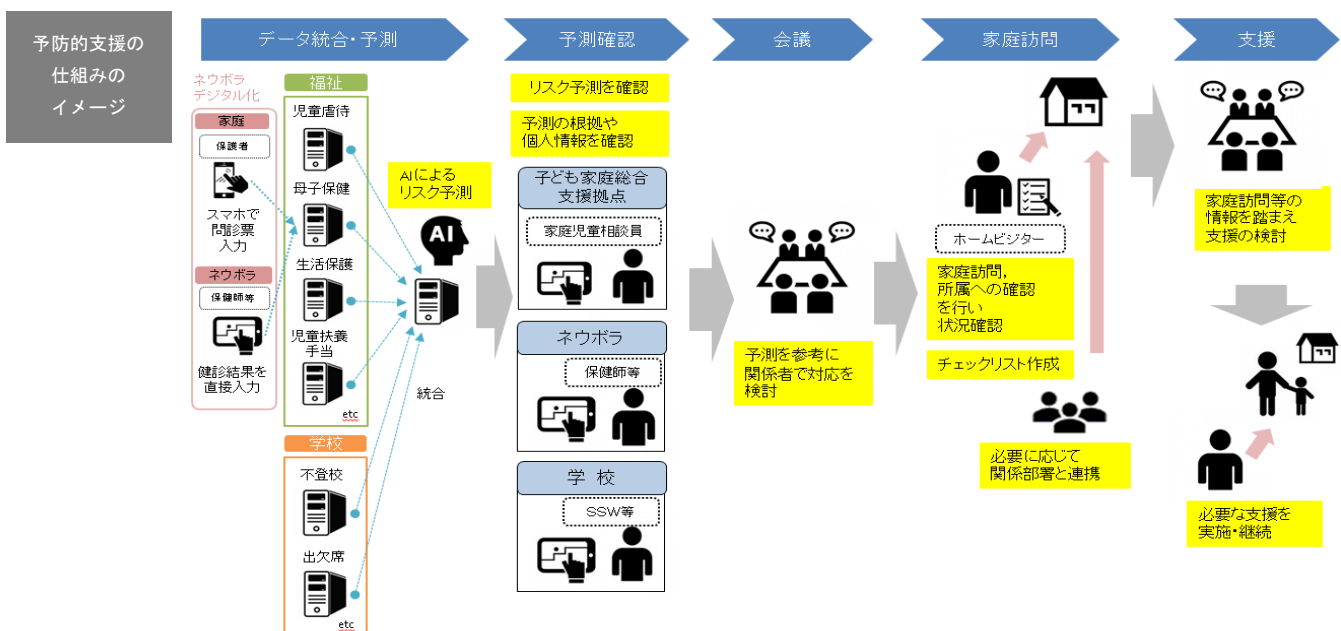 予防的支援の
仕組みの
イメージ
データ統合・予測
予測確認
会議
家庭訪問
支援
ネウボラ
デジタル化
家庭
保護者
スマホで
問診票
入力
ネウボラ
保健師等
健診結果を
直接入力
福祉
児童虐待
母子保健
生活保護
児童扶養
手当
etc
学校
不登校
出欠席
etc
AIによる
リスク予測
AI
統合
リスク予測を確認
予測の根拠や
個人情報を確認
子ども家庭総合
支援拠点
家庭児童相談員
ネウボラ
保健師等
学 校
SSW等
予測を参考に
関係者で対応を
検討
ホームビジター
家庭訪問,
所属への確認
を行い
状況確認
チェックリスト作成
必要に応じて
関係部署と連携
家庭訪問等の
情報を踏まえ
支援の検討
必要な支援を
実施・継続